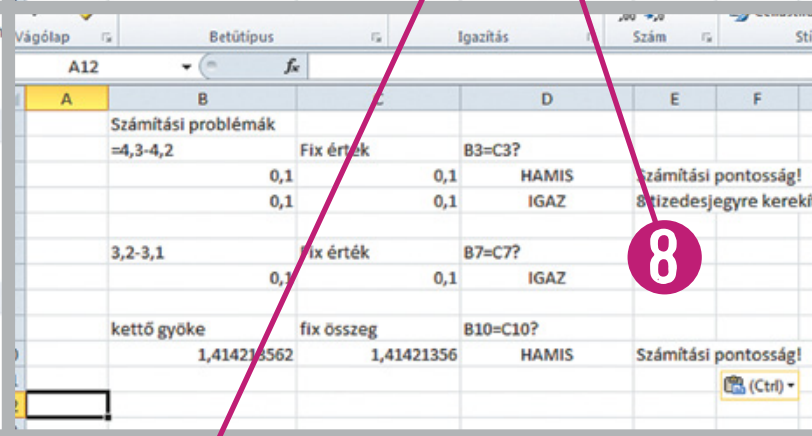 Vágólap Betűtípus Igazítás Szám
A12 fx
A B D E F
Számítási problémák
=4,3-4,2 Fix érték B3=C3?
0,1 0,1 HAMIS Számítási pontosság!
0,1 0,1 IGAZ 8 tizedesjegyre
3,2-3,1 Fix érték B7=C7?
0,1 0,1 IGAZ
8
kettő gyöke fix összeg B10=C10?
1,414213562 1,41421356 HAMIS Számítási pontosság!
(Ctrl)